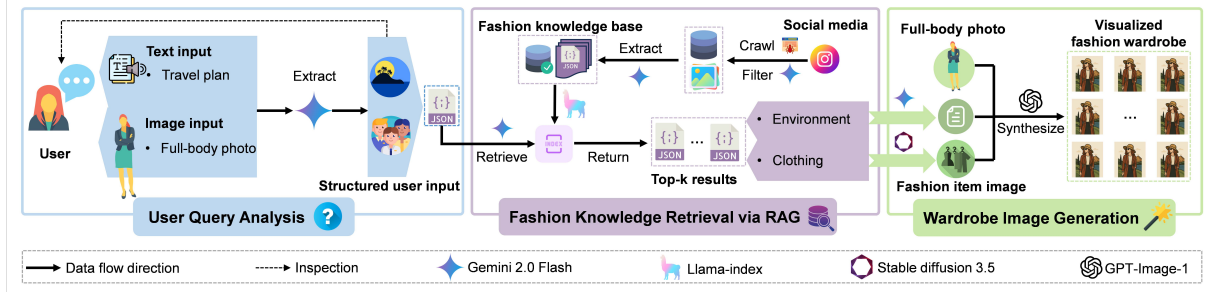 Text input
• Travel plan
Image input
• Full-body photo
User
Extract
JSON
Structured user input
User Query Analysis
?
Fashion knowledge base
Social media
JSON
Extract
Crawl
Filter
Retrieve
INDEX
Return
JSON
...
JSON
Top-k results
• Environment
• Clothing
Fashion Knowledge Retrieval via RAG
Full-body photo
Visualized
fashion wardrobe
Synthesize
...
Fashion item image
Wardrobe Image Generation
Data flow direction
Inspection
Gemini 2.0 Flash
Llama-index
Stable diffusion 3.5
GPT-Image-1